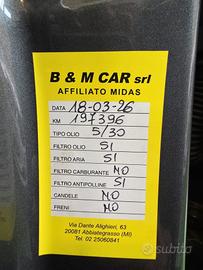 B & M CAR srl
AFFILIATO MIDAS
DATA 18-03-26
KM 197396
TIPO OLIO 5/30
FILTRO OLIO SI
FILTRO ARIA SI
FILTRO CARBURANTE NO
FILTRO ANTIPOLLINE SI
CANDELE NO
FRENI NO
Via Dante Alighieri, 63
20081 Abbiategrasso (MI)
Tel. 02 25060841
subito